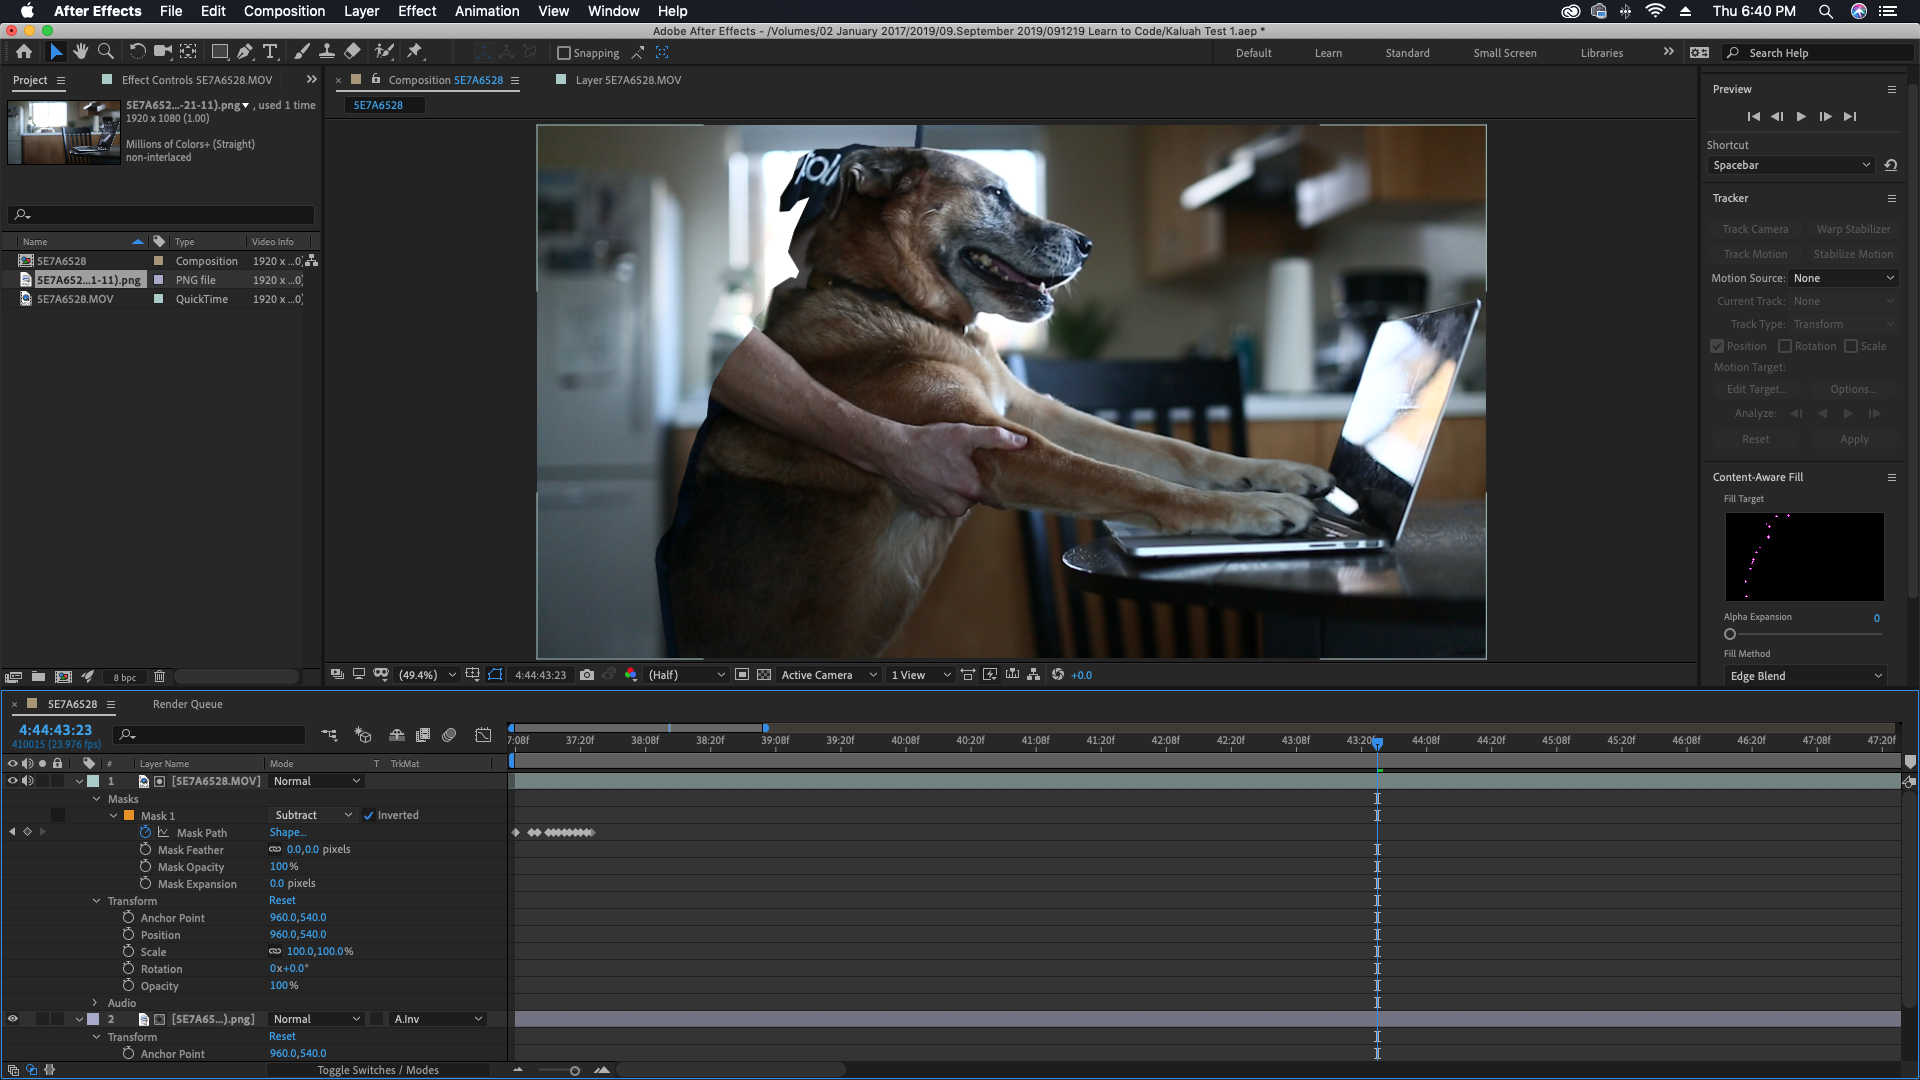 After Effects File Edit Composition Layer Effect Animation View Window Help Thu 6:40 PM
Adobe After Effects - /Volumes/02 January 2017/2019/09.September 2019/091219 Learn to Code/Kaluah Test 1.aep *
Snapping Default Learn Standard Small Screen Libraries Search Help
Project Effect Controls 5E7A6528.MOV
5E7A652...-21-11).png , used 1 time
1920 x 1080 (1.00)
Millions of Colors+ (Straight)
non-interlaced
Name Type Video Info
5E7A6528 Composition 1920 x ...0)
5E7A652...1-11).png PNG file 1920 x ...0)
5E7A6528.MOV QuickTime 1920 x ...0)
8 bpc
Composition 5E7A6528 Layer 5E7A6528.MOV
5E7A6528
(49.4%) 4:44:43:23 (Half) Active Camera 1 View +0.0
Preview
Shortcut
Spacebar
Tracker
Track Camera Warp Stabilizer
Track Motion Stabilize Motion
Motion Source: None
Current Track: None
Track Type: Transform
Position Rotation Scale
Motion Target:
Edit Target... Options...
Analyze:
Reset Apply
Content-Aware Fill
Fill Target
Alpha Expansion 0
Fill Method
Edge Blend
5E7A6528 Render Queue
4:44:43:23
410015 (23.976 fps)
7:08f 37:20f 38:08f 38:20f 39:08f 39:20f 40:08f 40:20f 41:08f 41:20f 42:08f 42:20f 43:08f 43:20f 44:08f 44:20f 45:08f 45:20f 46:08f 46:20f 47:08f 47:20f
# Layer Name Mode T TrkMat
1 [5E7A6528.MOV] Normal
Masks
Mask 1 Subtract Inverted
Mask Path Shape...
Mask Feather 0.0,0.0 pixels
Mask Opacity 100%
Mask Expansion 0.0 pixels
Transform Reset
Anchor Point 960.0,540.0
Position 960.0,540.0
Scale 100.0,100.0%
Rotation 0x+0.0°
Opacity 100%
Audio
2 [5E7A65...).png] Normal A.Inv
Transform Reset
Anchor Point 960.0,540.0
Toggle Switches / Modes